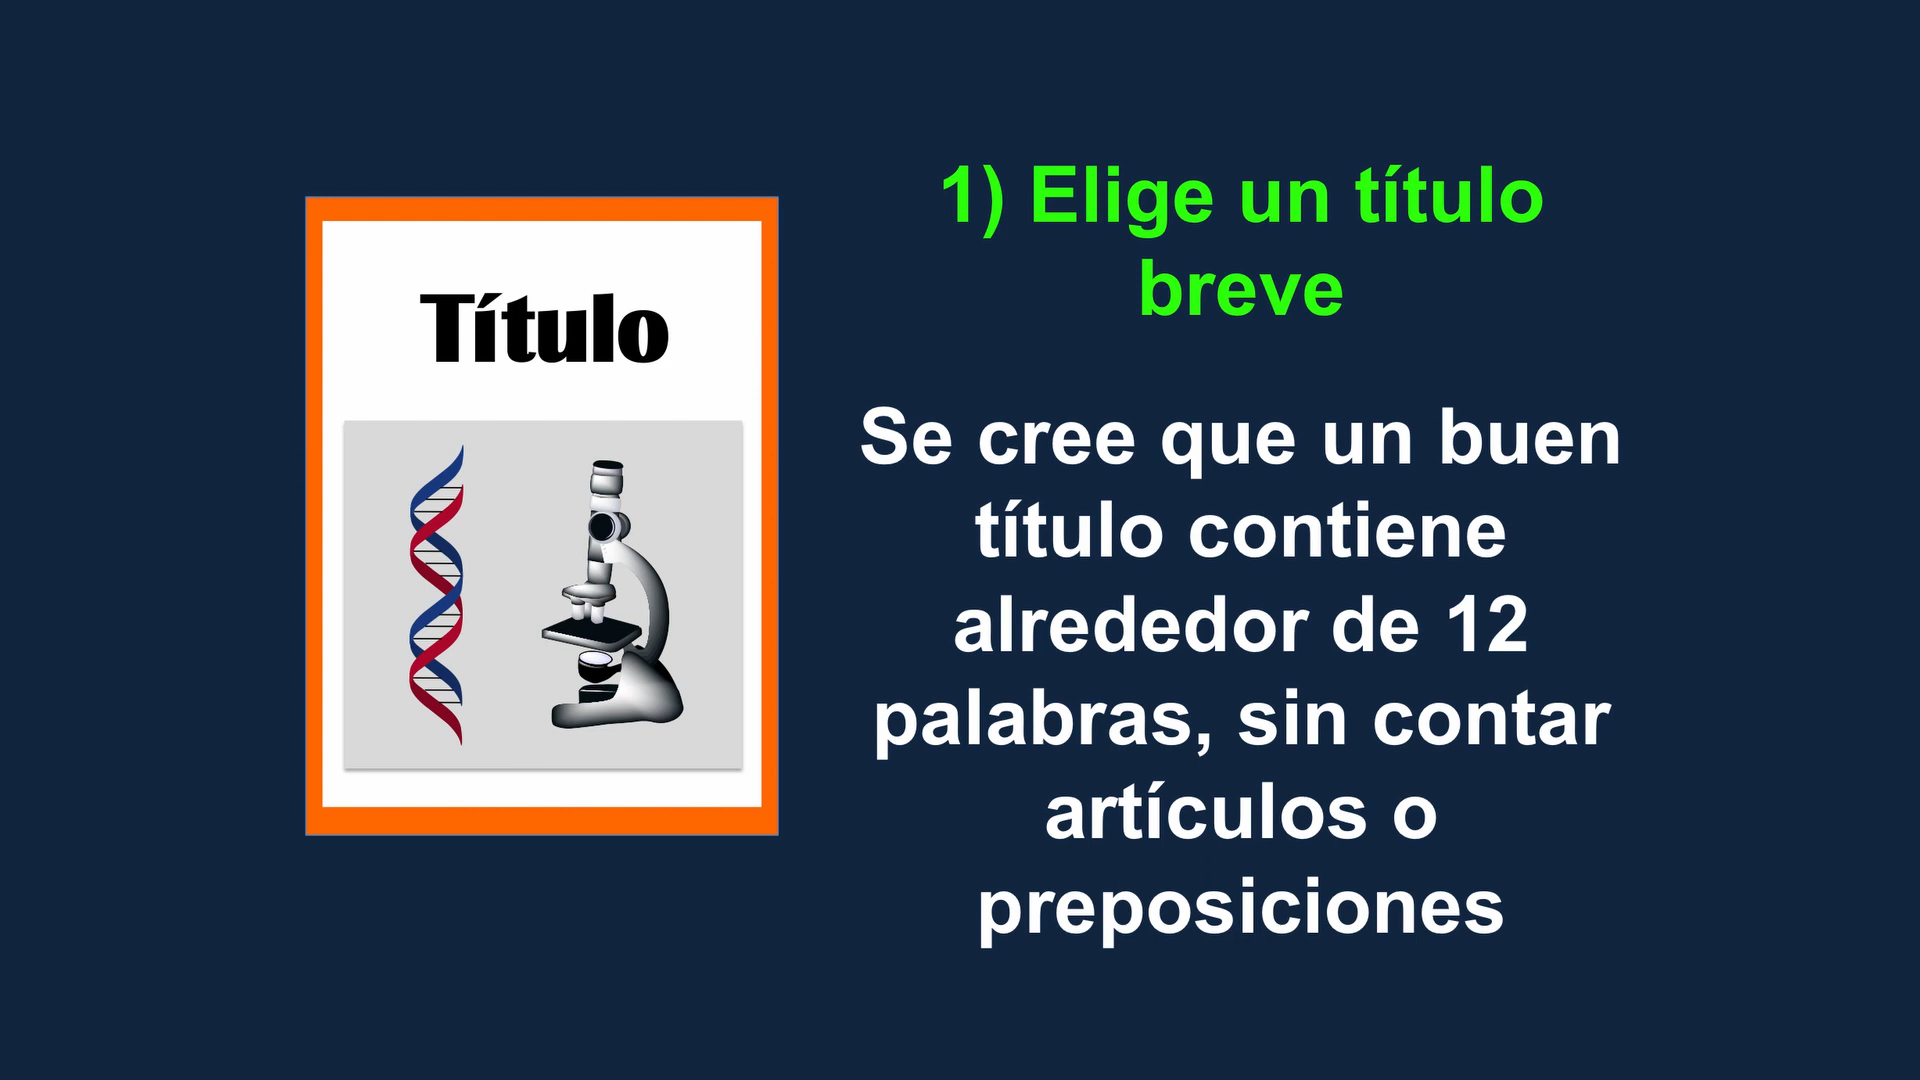 Título
1) Elige un título
breve
Se cree que un buen
título contiene
alrededor de 12
palabras, sin contar
artículos o
preposiciones